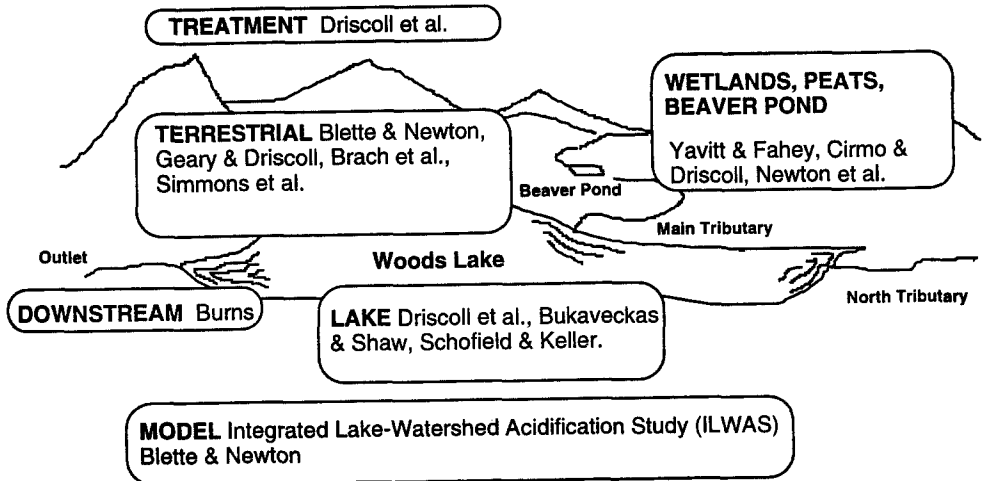 TREATMENT Driscoll et al.
WETLANDS, PEATS,
BEAVER POND
Yavitt & Fahey, Cirmo &
Driscoll, Newton et al.
TERRESTRIAL Blette & Newton,
Geary & Driscoll, Brach et al.,
Simmons et al.
Beaver Pond
Main Tributary
Outlet
Woods Lake
North Tributary
DOWNSTREAM Burns
LAKE Driscoll et al., Bukaveckas
& Shaw, Schofield & Keller.
MODEL Integrated Lake-Watershed Acidification Study (ILWAS)
Blette & Newton